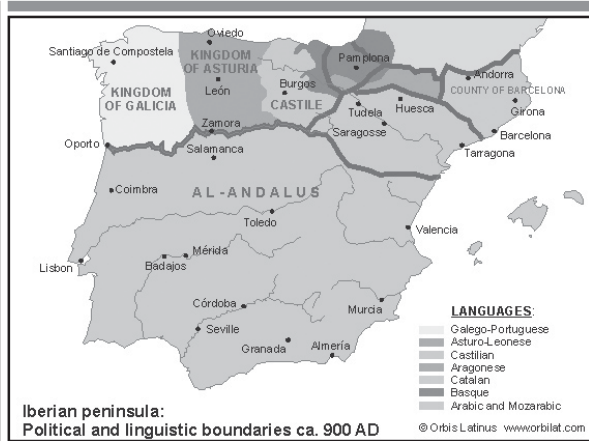 Oviedo
Santiago de Compostela
KINGDOM
OF ASTURIA
Pamplona
Andorra
León
Burgos
KINGDOM
OF GALICIA
CASTILE
COUNTY OF BARCELONA
Tudela
Huesca
Girona
Zamora
Saragosse
Barcelona
Oporto
Salamanca
Tarragona
Coimbra
AL-ANDALUS
Toledo
Valencia
Lisbon
Badajos
Mérida
Córdoba
Murcia
Seville
Granada
Almería
LANGUAGES:
Galego-Portuguese
Asturo-Leonese
Castilian
Aragonese
Catalan
Basque
Arabic and Mozarabic
Iberian peninsula:
Political and linguistic boundaries ca. 900 AD
© Orbis Latinus www.orbilat.com